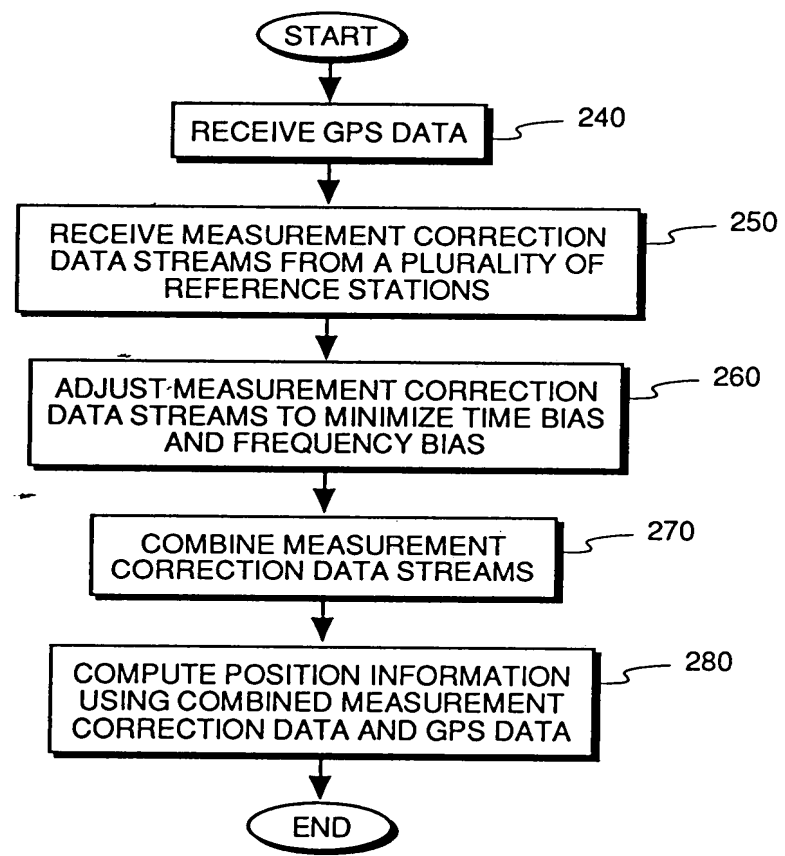 START
RECEIVE GPS DATA
240
RECEIVE MEASUREMENT CORRECTION
DATA STREAMS FROM A PLURALITY OF
REFERENCE STATIONS
250
ADJUST MEASUREMENT CORRECTION
DATA STREAMS TO MINIMIZE TIME BIAS
AND FREQUENCY BIAS
260
COMBINE MEASUREMENT
CORRECTION DATA STREAMS
270
COMPUTE POSITION INFORMATION
USING COMBINED MEASUREMENT
CORRECTION DATA AND GPS DATA
280
END